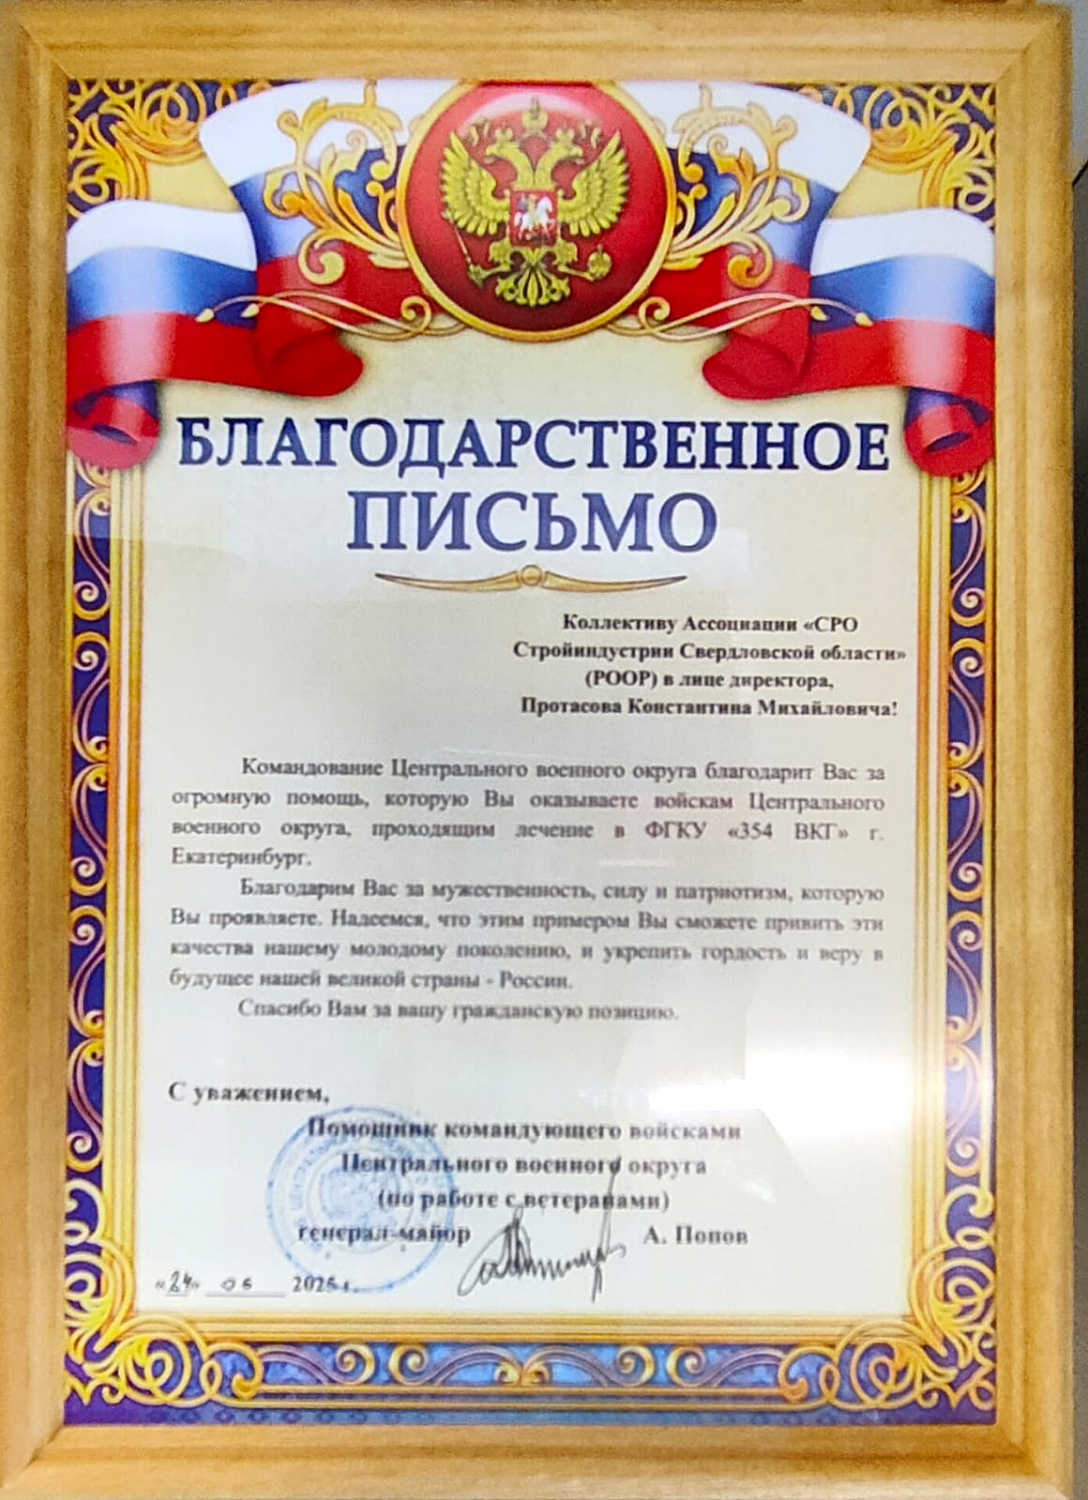 БЛАГОДАРСТВЕННОЕ
ПИСЬМО
Коллективу Ассоциации «СРО
Стройиндустрии Свердловской области»
(РООР) в лице директора,
Протасова Константина Михайловича!
Командование Центрального военного округа благодарит Вас за
огромную помощь, которую Вы оказываете войскам Центрального
военного округа, проходящим лечение в ФГКУ «354 ВКГ» г.
Екатеринбург.
Благодарим Вас за мужественность, силу и патриотизм, которую
Вы проявляете. Надеемся, что этим примером Вы сможете привить эти
качества нашему молодому поколению, и укрепить гордость и веру в
будущее нашей великой страны - России.
Спасибо Вам за вашу гражданскую позицию.
С уважением,
Помощник командующего войсками
Центрального военного округа
(по работе с ветеранами)
генерал-майор А. Попов
«24» 06 2025 г.